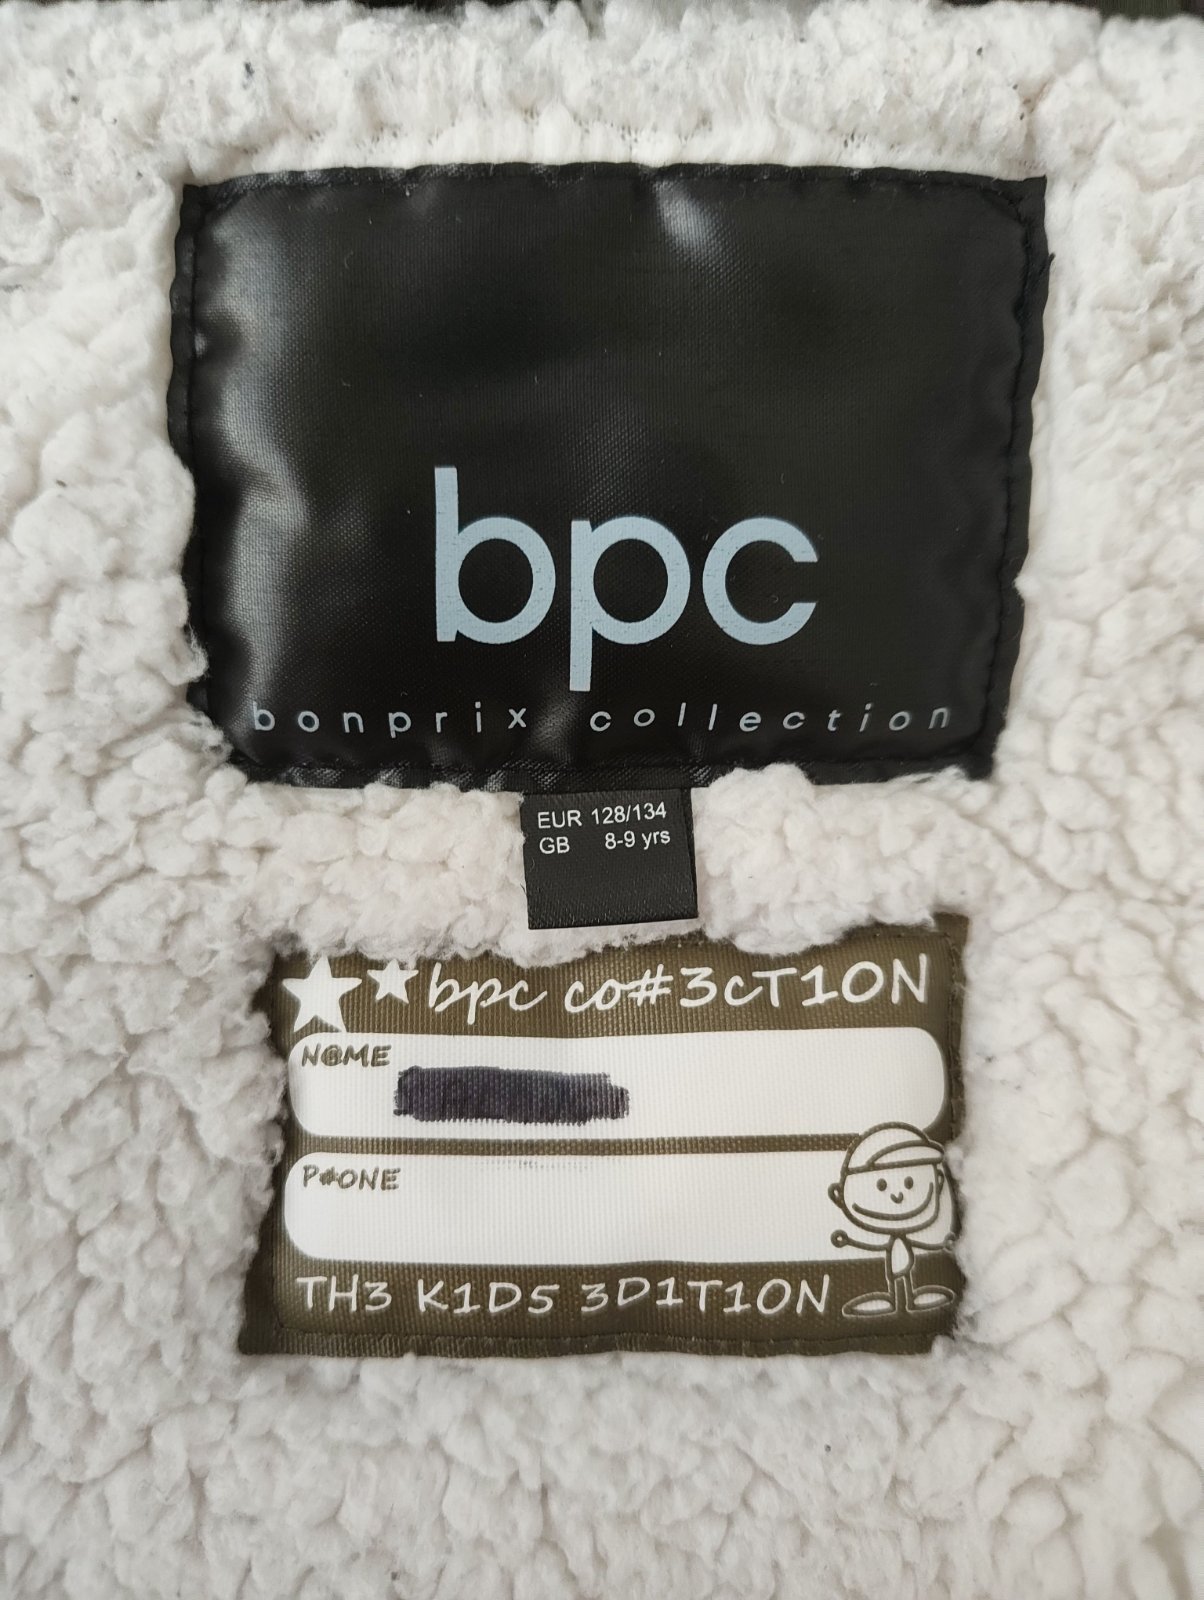 bpc
bonprix collection
EUR 128/134
GB 8-9 yrs
bpc co#3cT1ON
N@ME
P#ONE
TH3 K1D5 3D1T1ON